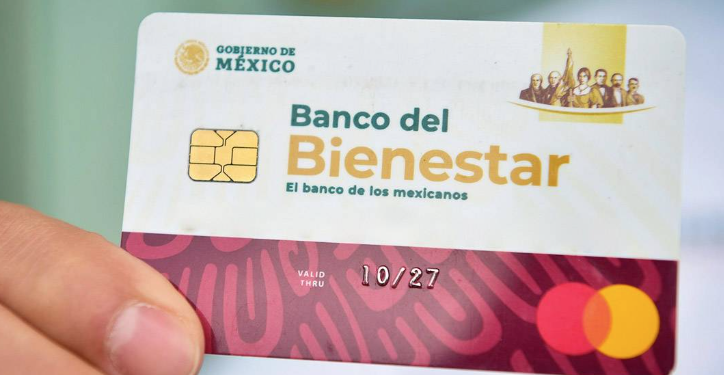 GOBIERNO DE
MÉXICO
Banco del
Bienestar
El banco de los mexicanos
VALID
THRU
10/27